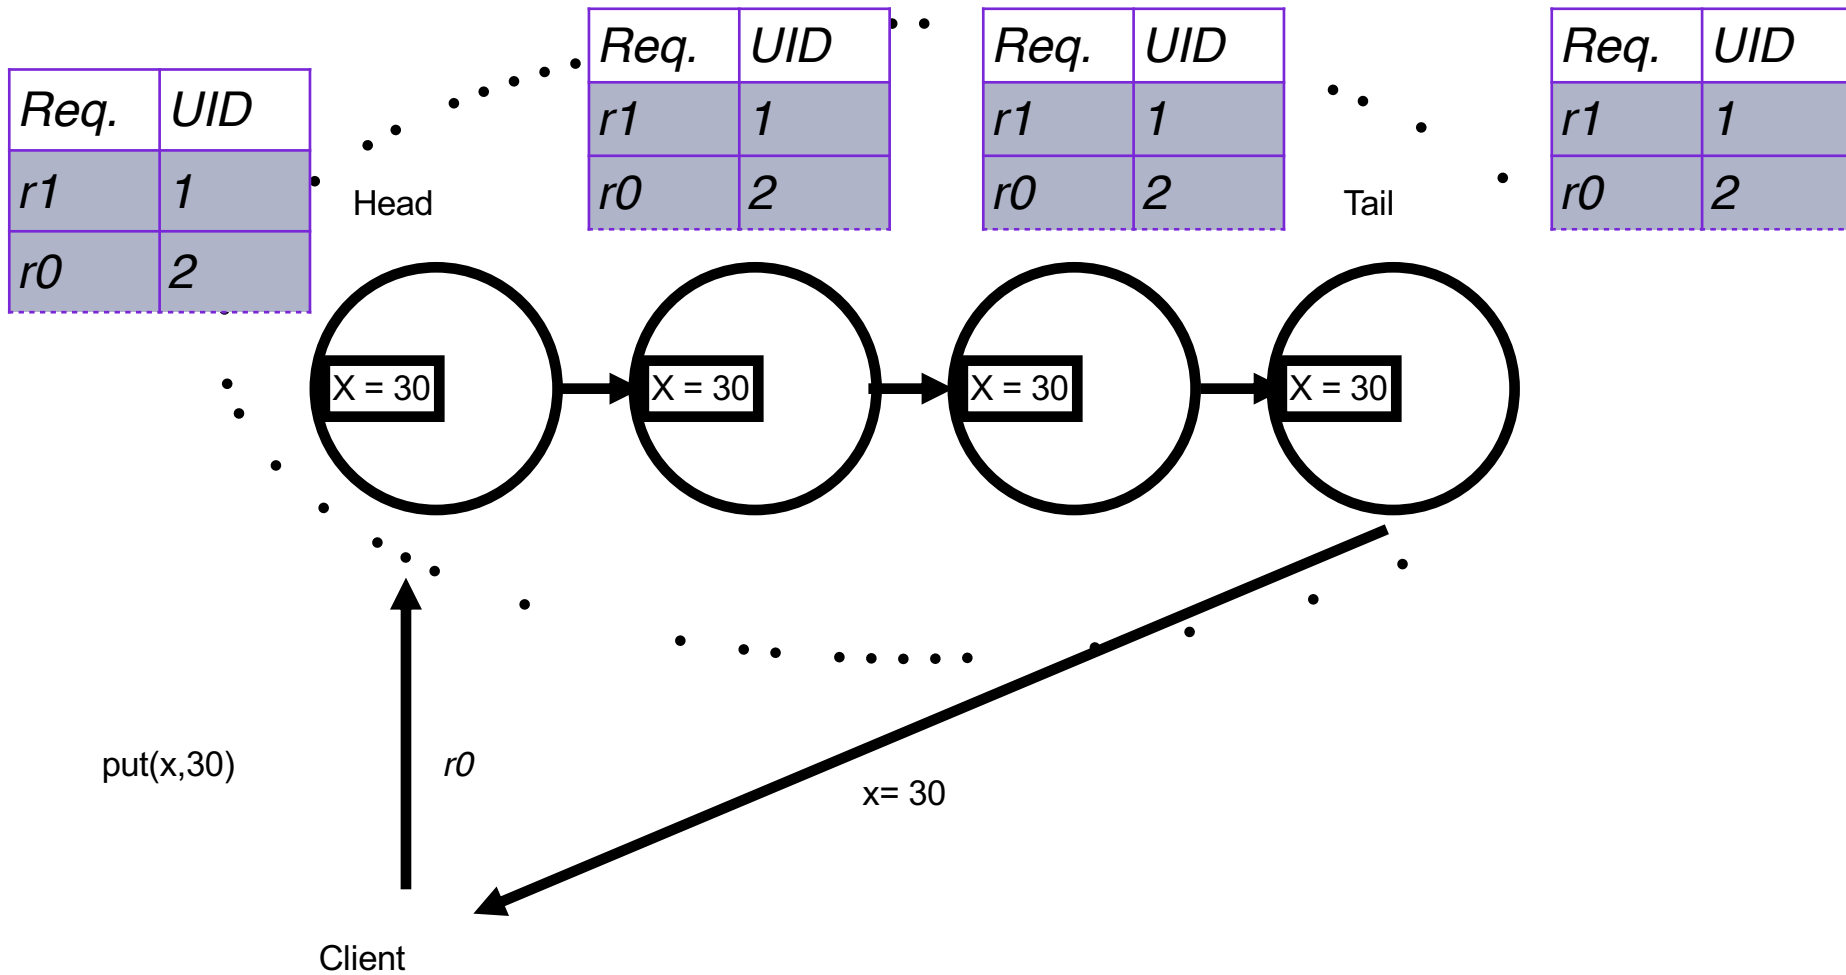 Req. UID
r1 1
r0 2
Req. UID
r1 1
r0 2
Req. UID
r1 1
r0 2
Req. UID
r1 1
r0 2
Head
Tail
X = 30
X = 30
X = 30
X = 30
put(x,30)
r0
x= 30
Client